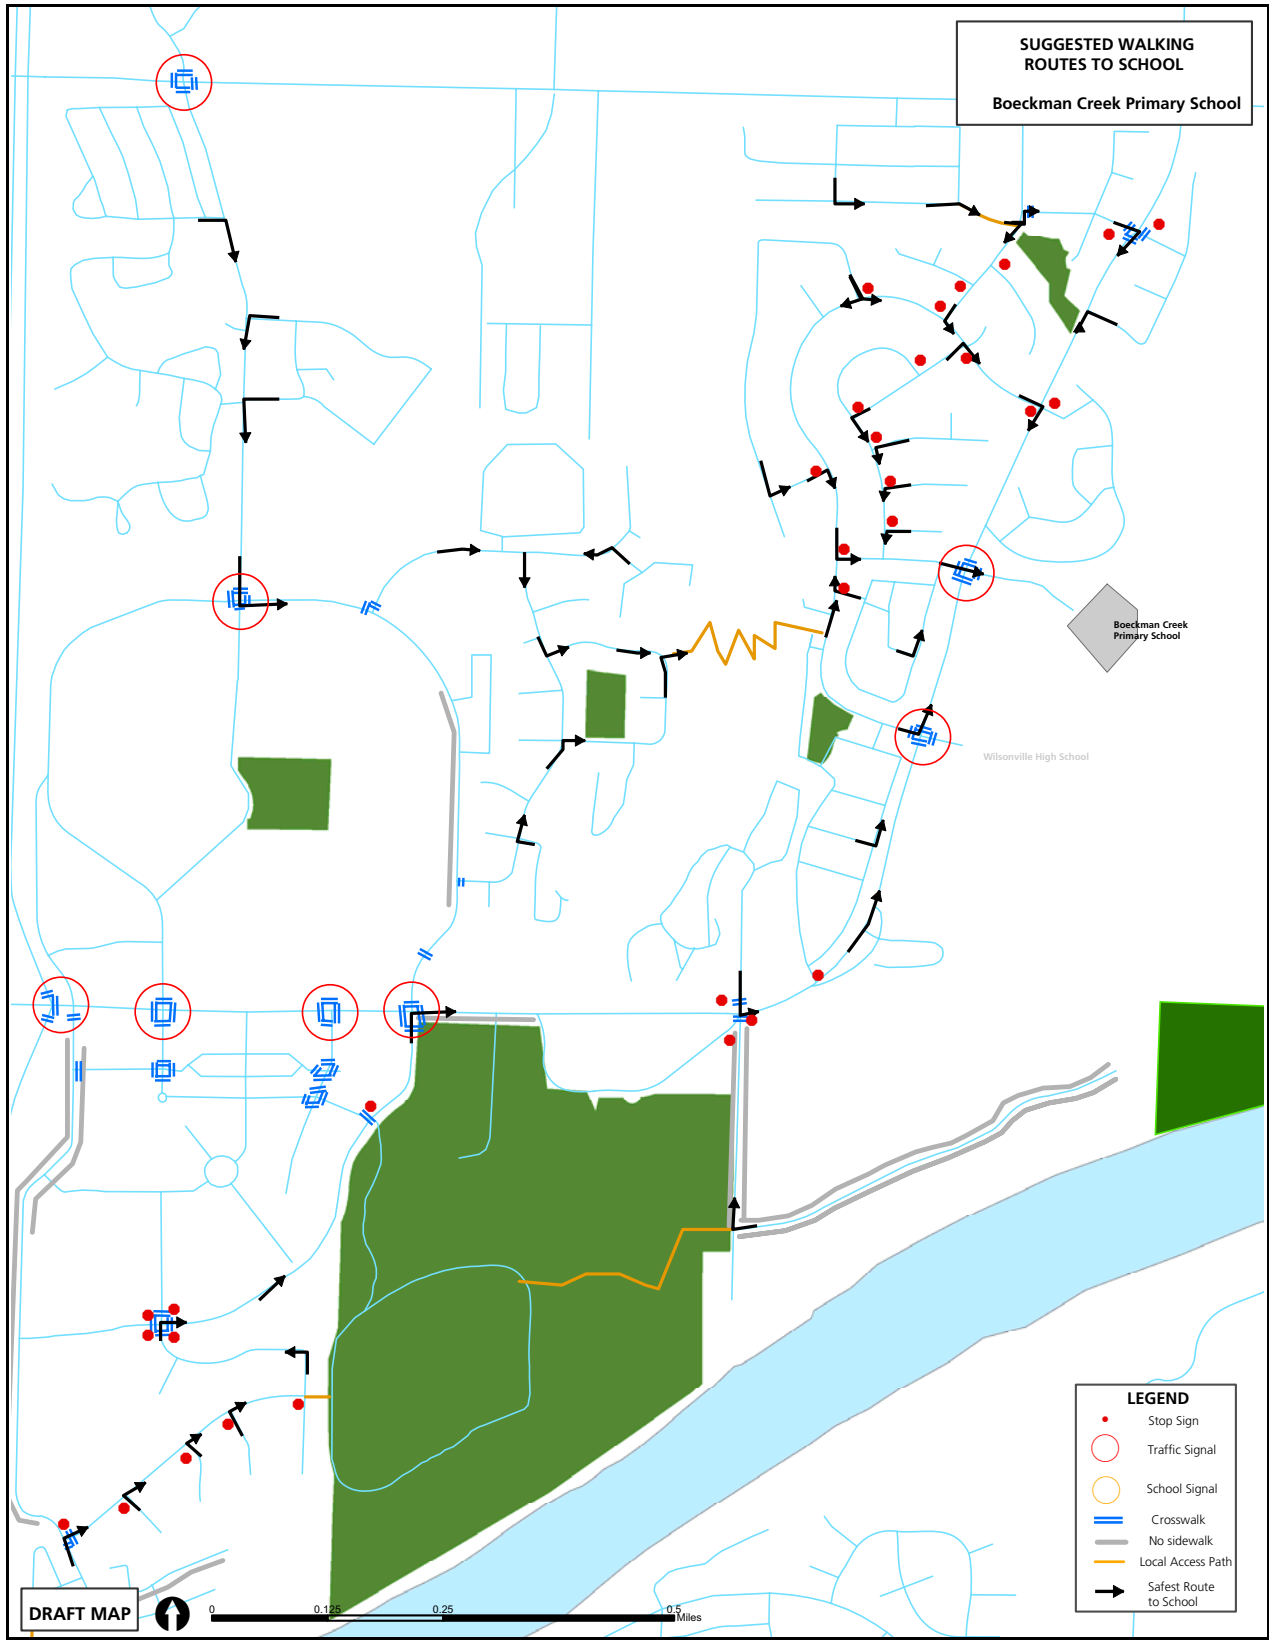 SUGGESTED WALKING
ROUTES TO SCHOOL
Boeckman Creek Primary School
Boeckman Creek
Primary School
Wilsonville High School
LEGEND
Stop Sign
Traffic Signal
School Signal
Crosswalk
No sidewalk
Local Access Path
Safest Route
to School
DRAFT MAP
0 0.125 0.25 0.5
Miles